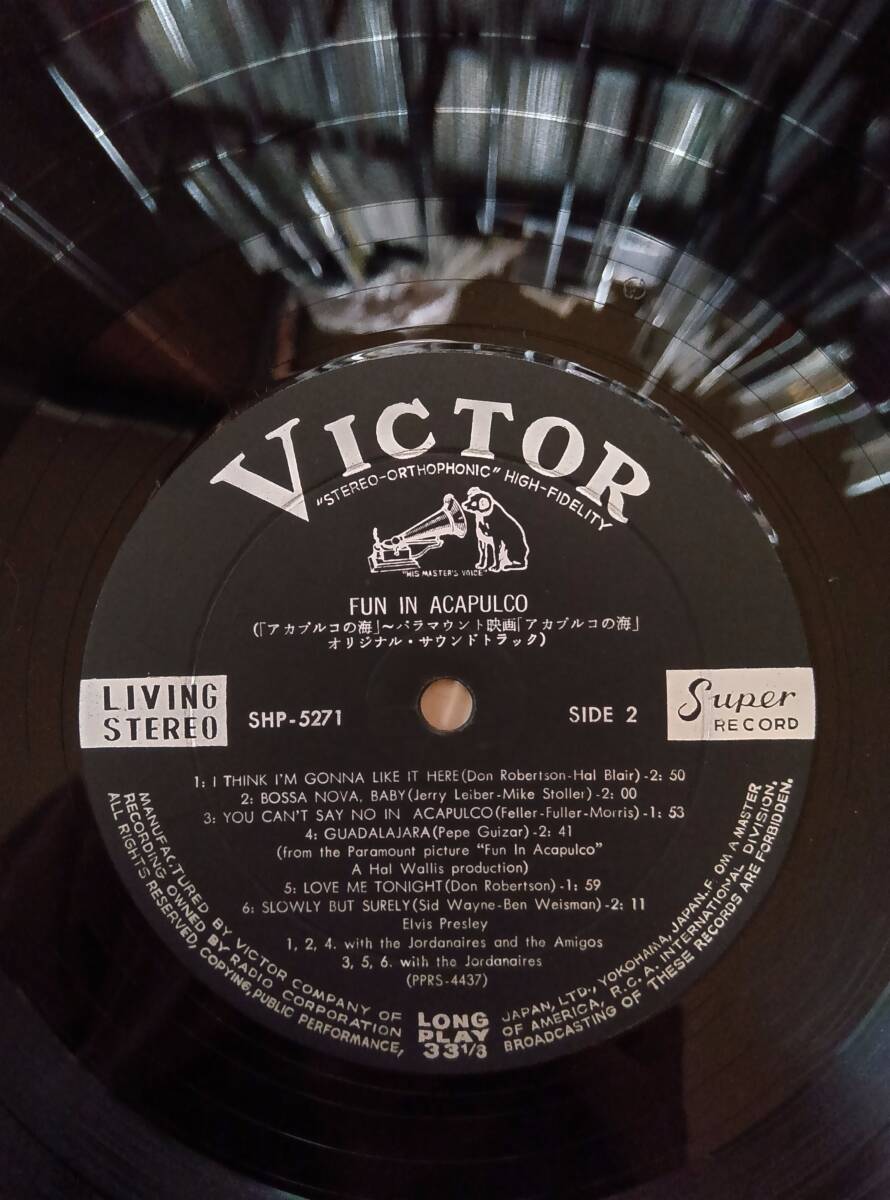 VICTOR
"STEREO-ORTHOPHONIC" HIGH-FIDELITY
"HIS MASTER'S VOICE"
FUN IN ACAPULCO
(「アカプルコの海」~パラマウント映画「アカプルコの海」
オリジナル・サウンドトラック)
LIVING
STEREO
SHP-5271
SIDE 2
Super
RECORD
1: I THINK I'M GONNA LIKE IT HERE(Don Robertson-Hal Blair)-2: 50
2: BOSSA NOVA, BABY(Jerry Leiber-Mike Stoller)-2: 00
3: YOU CAN'T SAY NO IN ACAPULCO(Feller-Fuller-Morris)-1: 53
4: GUADALAJARA(Pepe Guizar)-2: 41
(from the Paramount picture "Fun In Acapulco"
A Hal Wallis production)
5: LOVE ME TONIGHT(Don Robertson)-1: 59
6: SLOWLY BUT SURELY(Sid Wayne-Ben Weisman)-2: 11
Elvis Presley
1, 2, 4. with the Jordanaires and the Amigos
3, 5, 6. with the Jordanaires
(PPRS-4437)
MANUFACTURED BY VICTOR COMPANY OF JAPAN, LTD., YOKOHAMA, JAPAN.F OM A MASTER
RECORDING OWNED BY RADIO CORPORATION OF AMERICA, R.C.A. INTERNATIONAL DIVISION.
ALL RIGHTS RESERVED, COPYING, PUBLIC PERFORMANCE, BROADCASTING OF THESE RECORDS ARE FORBIDDEN.
LONG
PLAY
33 1/3